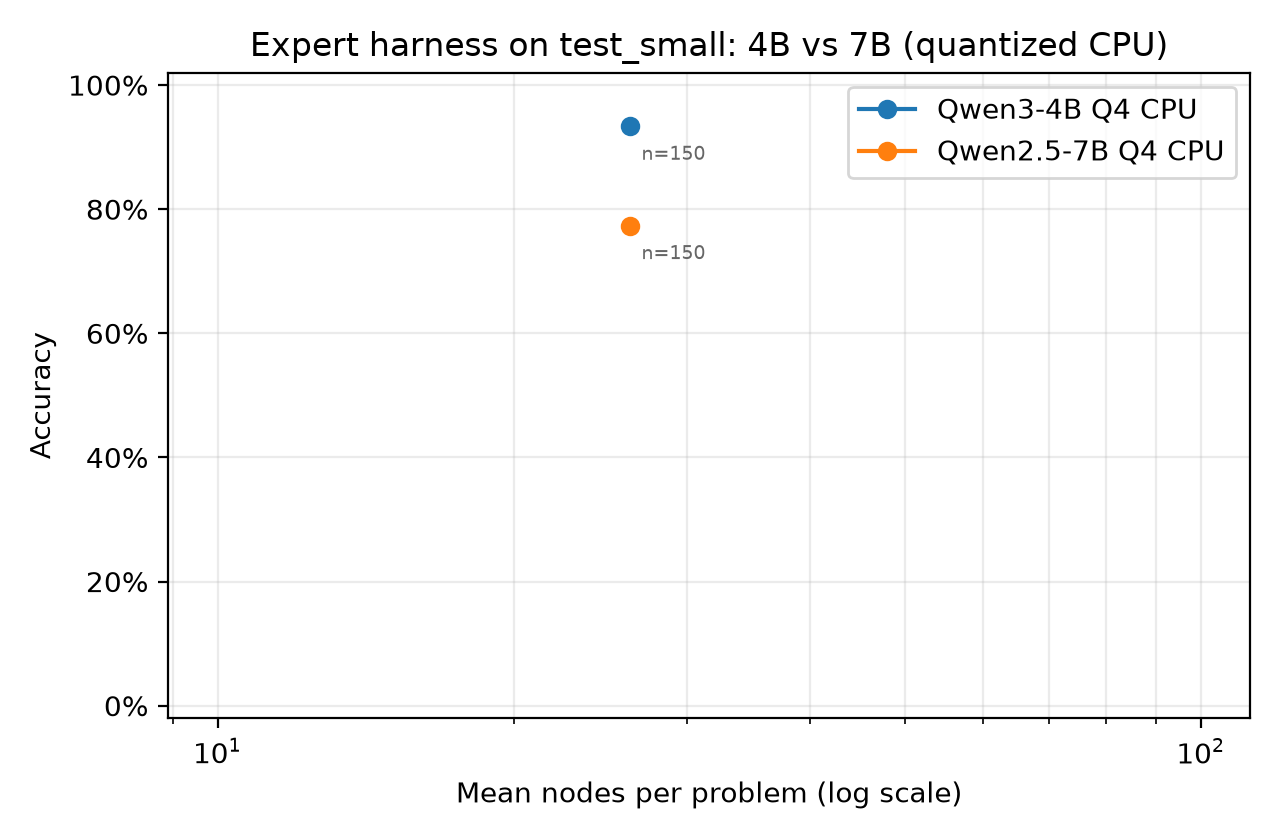 Expert harness on test_small: 4B vs 7B (quantized CPU)
100%
80%
60%
40%
20%
0%
Accuracy
Qwen3-4B Q4 CPU
Qwen2.5-7B Q4 CPU
n=150
n=150
10¹
10²
Mean nodes per problem (log scale)